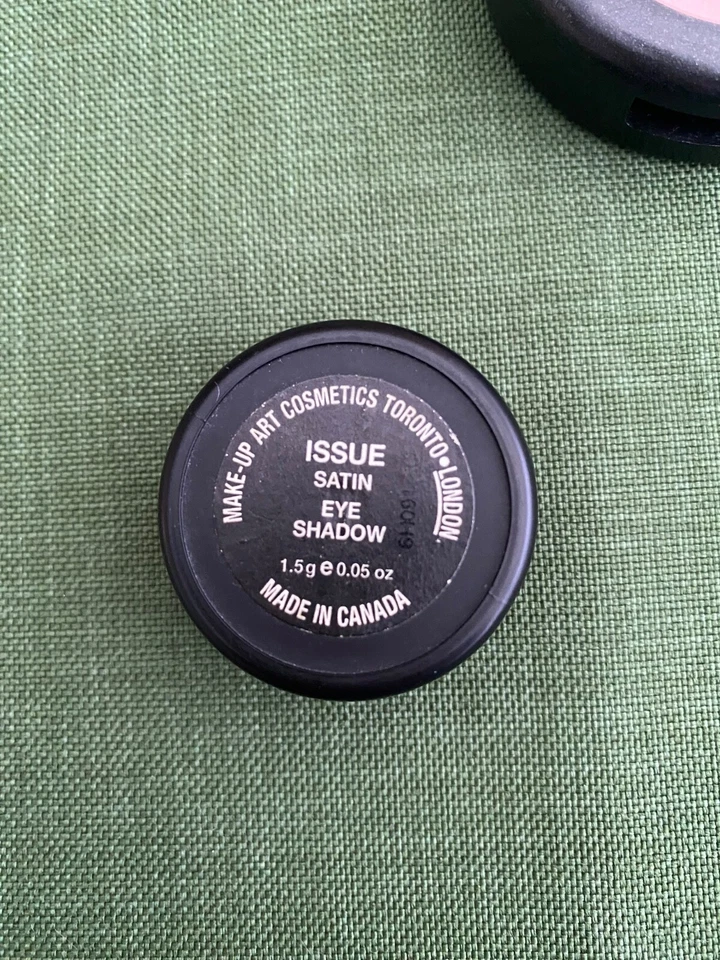 MAKE-UP ART COSMETICS TORONTO•LONDON
ISSUE
SATIN
EYE
SHADOW
1.5g e 0.05 oz
MADE IN CANADA